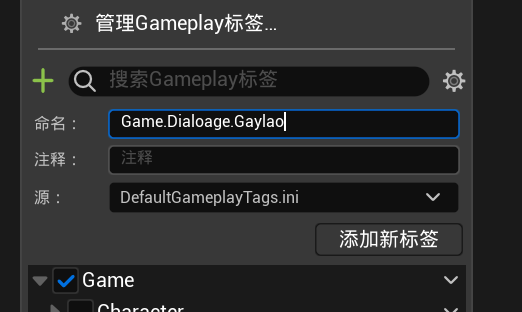 管理Gameplay标签...
搜索Gameplay标签
命名：
Game.Dialoage.Gaylao
注释：
注释
源：
DefaultGameplayTags.ini
添加新标签
Game
Character